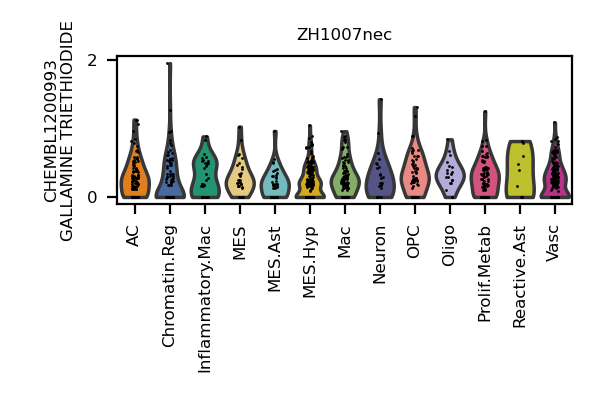 ZH1007nec
CHEMBL1200993
GALLAMINE TRIETHIODIDE
2
0
AC
Chromatin.Reg
Inflammatory.Mac
MES
MES.Ast
MES.Hyp
Mac
Neuron
OPC
Oligo
Prolif.Metab
Reactive.Ast
Vasc